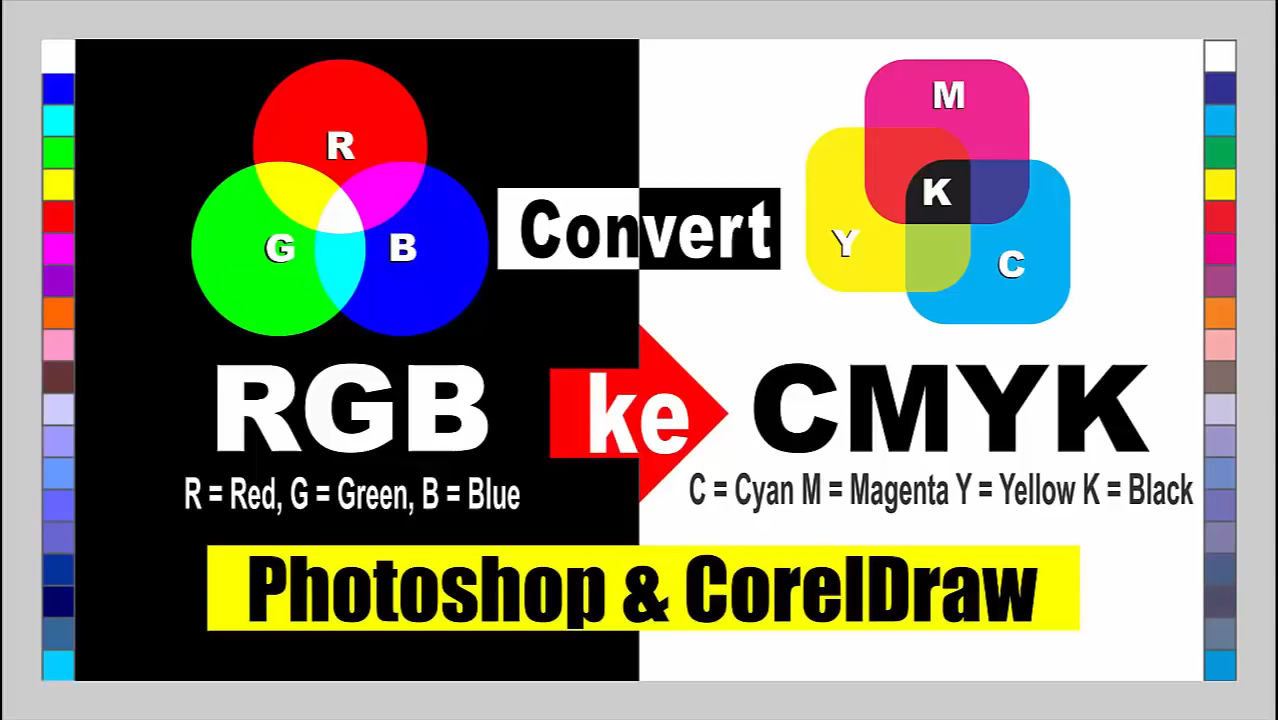 R
G
B
M
K
Y
C
Convert
RGB
ke
CMYK
R = Red, G = Green, B = Blue
C = Cyan M = Magenta Y = Yellow K = Black
Photoshop & CorelDraw